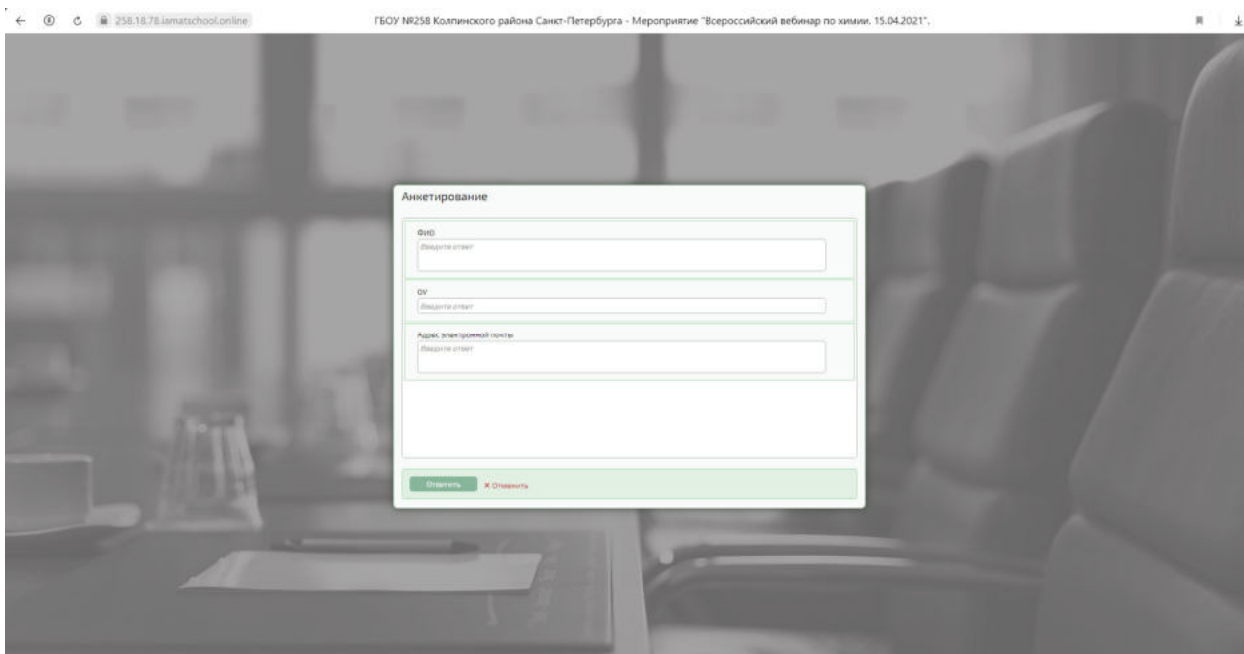 258.18.78.iamatschool.online
ГБОУ №258 Колпинского района Санкт-Петербурга - Мероприятие "Всероссийский вебинар по химии. 15.04.2021".
Анкетирование
ФИО
Введите ответ
ОУ
Введите ответ
Адрес электронной почты
Введите ответ
Ответить
× Отменить